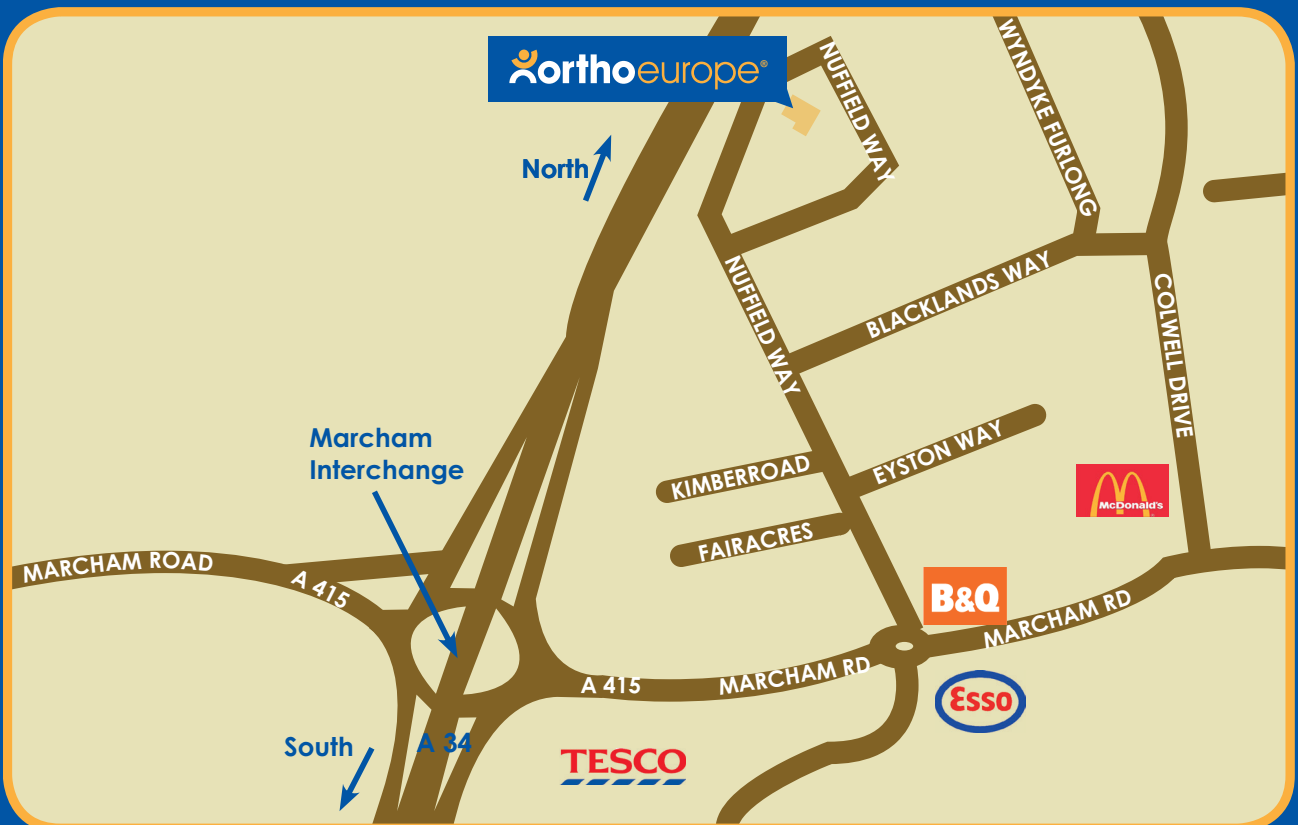 orthoeurope®
NUFFIELD WAY
WYNDYKE FURLONG
North
NUFFIELD WAY
BLACKLANDS WAY
COLWELL DRIVE
Marcham
Interchange
KIMBERROAD
EYSTON WAY
McDonald's
FAIRACRES
MARCHAM ROAD
A 415
B&Q
MARCHAM RD
A 415
MARCHAM RD
Esso
South
A 34
TESCO